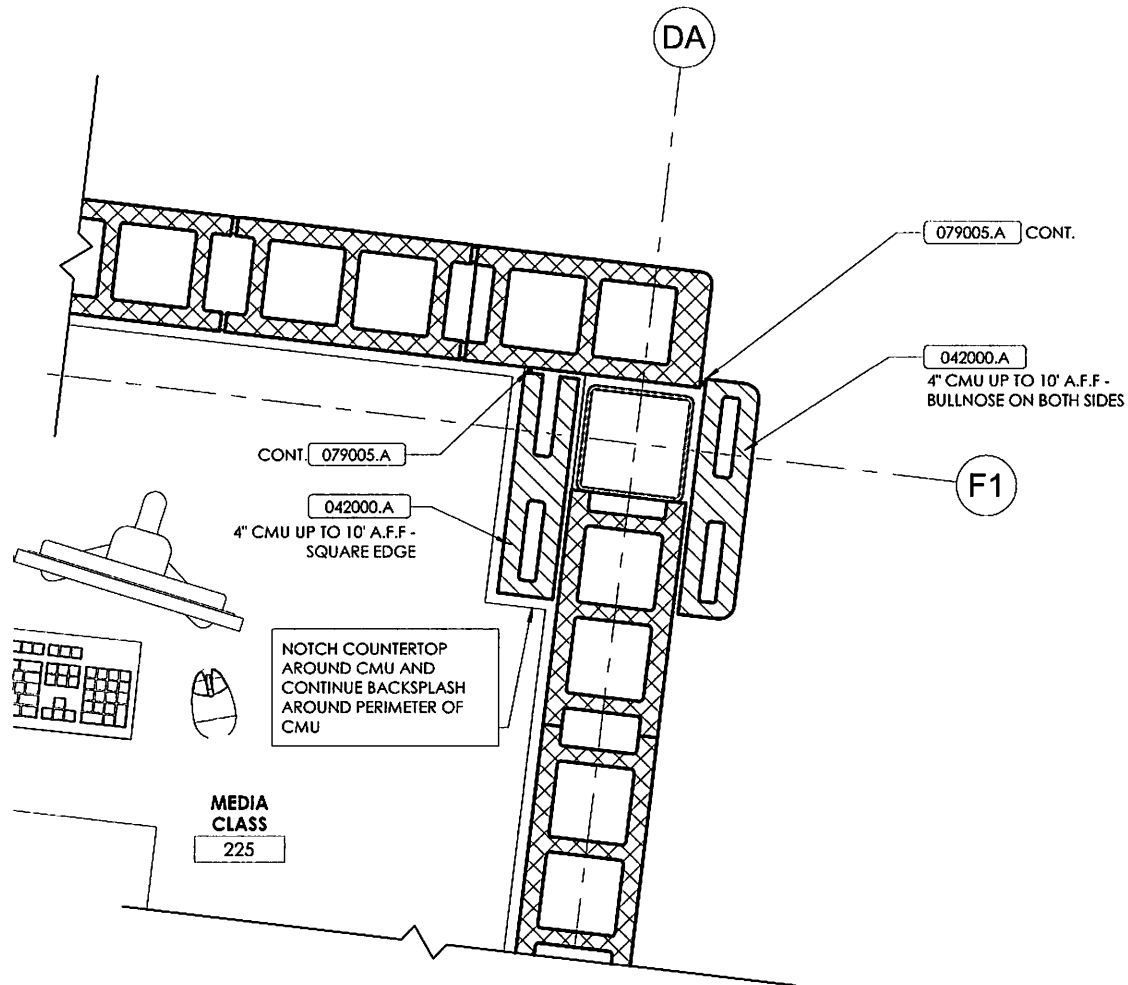 DA
079005.A CONT.
042000.A
4" CMU UP TO 10' A.F.F -
BULLNOSE ON BOTH SIDES
F1
CONT. 079005.A
042000.A
4" CMU UP TO 10' A.F.F -
SQUARE EDGE
NOTCH COUNTERTOP
AROUND CMU AND
CONTINUE BACKSPLASH
AROUND PERIMETER OF
CMU
MEDIA
CLASS
225